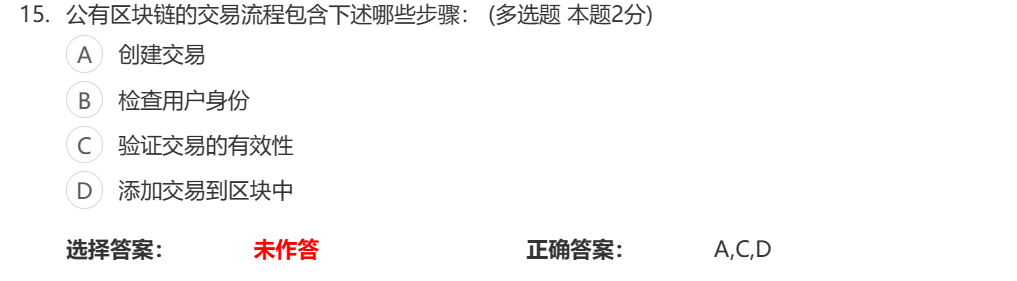 15. 公有区块链的交易流程包含下述哪些步骤： (多选题 本题2分)
A 创建交易
B 检查用户身份
C 验证交易的有效性
D 添加交易到区块中
选择答案： 未作答 正确答案： A,C,D